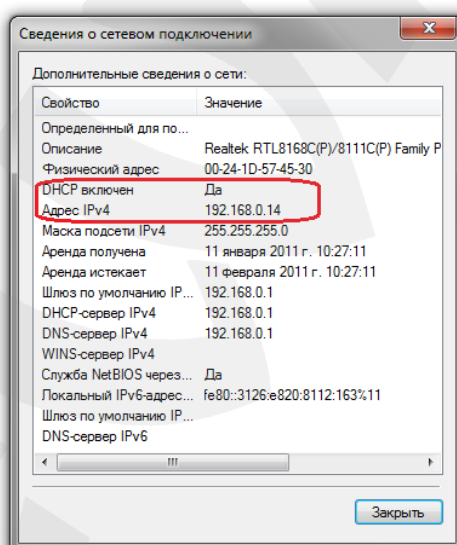 Сведения о сетевом подключении
Дополнительные сведения о сети:
Свойство Значение
Определенный для по...
Описание Realtek RTL8168C(P)/8111C(P) Family P
Физический адрес 00-24-1D-57-45-30
DHCP включен Да
Адрес IPv4 192.168.0.14
Маска подсети IPv4 255.255.255.0
Аренда получена 11 января 2011 г. 10:27:11
Аренда истекает 11 февраля 2011 г. 10:27:11
Шлюз по умолчанию IP... 192.168.0.1
DHCP-сервер IPv4 192.168.0.1
DNS-сервер IPv4 192.168.0.1
WINS-сервер IPv4
Служба NetBIOS через... Да
Локальный IPv6-адрес... fe80::3126:e820:8112:163%11
Шлюз по умолчанию IP...
DNS-сервер IPv6
Закрыть